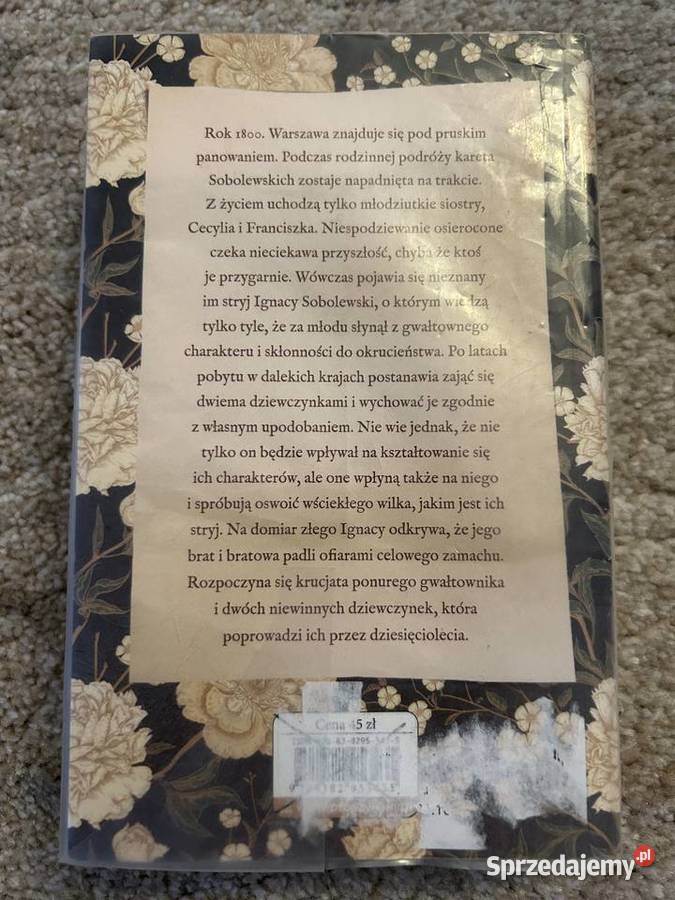 Rok 1800. Warszawa znajduje się pod pruskim
panowaniem. Podczas rodzinnej podróży kareta
Sobolewskich zostaje napadnięta na trakcie.
Z życiem uchodzą tylko młodziutkie siostry,
Cecylia i Franciszka. Niespodziewanie osierocone
czeka nieciekawa przyszłość, chyba że ktoś
je przygarnie. Wówczas pojawia się nieznany
im stryj Ignacy Sobolewski, o którym wiedzą
tylko tyle, że za młodu słynął z gwałtownego
charakteru i skłonności do okrucieństwa. Po latach
pobytu w dalekich krajach postanawia zająć się
dwiema dziewczynkami i wychować je zgodnie
z własnym upodobaniem. Nie wie jednak, że nie
tylko on będzie wpływał na kształtowanie się
ich charakterów, ale one wpłyną także na niego
i spróbują oswoić wściekłego wilka, jakim jest ich
stryj. Na domiar złego Ignacy odkrywa, że jego
brat i bratowa padli ofiarami celowego zamachu.
Rozpoczyna się krucjata ponurego gwałtownika
i dwóch niewinnych dziewczynek, która
poprowadzi ich przez dziesięciolecia.
Cena 45 zł
Sprzedajemy.pl